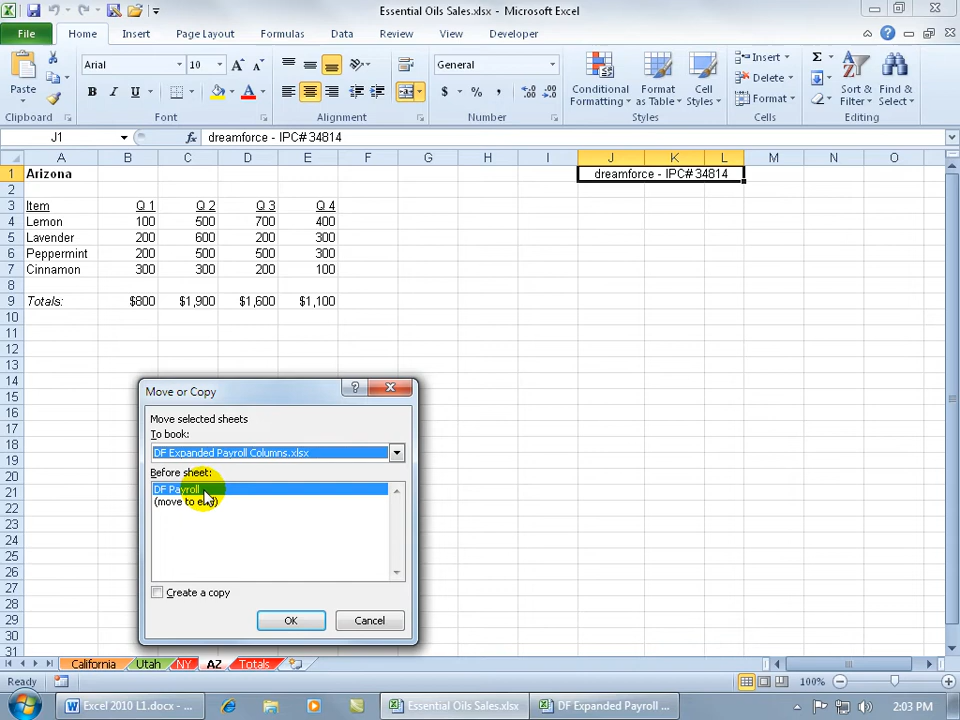 Essential Oils Sales.xlsx - Microsoft Excel
File Home Insert Page Layout Formulas Data Review View Developer
Paste Arial 10 General Conditional Formatting Format as Table Cell Styles Insert Delete Format Sort & Filter Find & Select
B I U $ % ,
Clipboard Font Alignment Number Styles Cells Editing
J1 fx dreamforce - IPC# 34814
A B C D E F G H I J K L M N O
1 Arizona dreamforce - IPC# 34814
2
3 Item Q 1 Q 2 Q 3 Q 4
4 Lemon 100 500 700 400
5 Lavender 200 600 200 300
6 Peppermint 200 500 500 300
7 Cinnamon 300 300 200 100
8
9 Totals: $800 $1,900 $1,600 $1,100
10
11
12
13
14
15
16
17
18
19
20
21
22
23
24
25
26
27
28
29
30
31
Move or Copy
Move selected sheets
To book:
DF Expanded Payroll Columns.xlsx
Before sheet:
DF Payroll
(move to end)
Create a copy
OK Cancel
California Utah NY AZ Totals
Ready 100%
Excel 2010 L1.docx - ... Essential Oils Sales.xlsx DF Expanded Payroll ... 2:03 PM